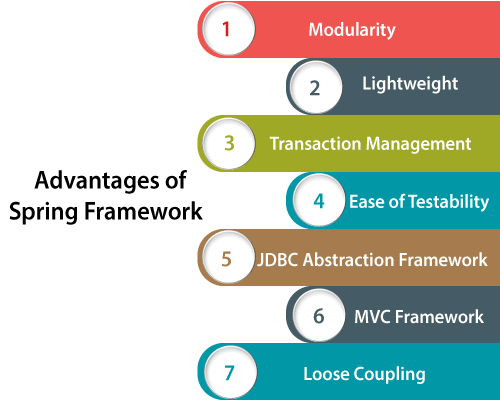 Advantages of
Spring Framework
1 Modularity
2 Lightweight
3 Transaction Management
4 Ease of Testability
5 JDBC Abstraction Framework
6 MVC Framework
7 Loose Coupling